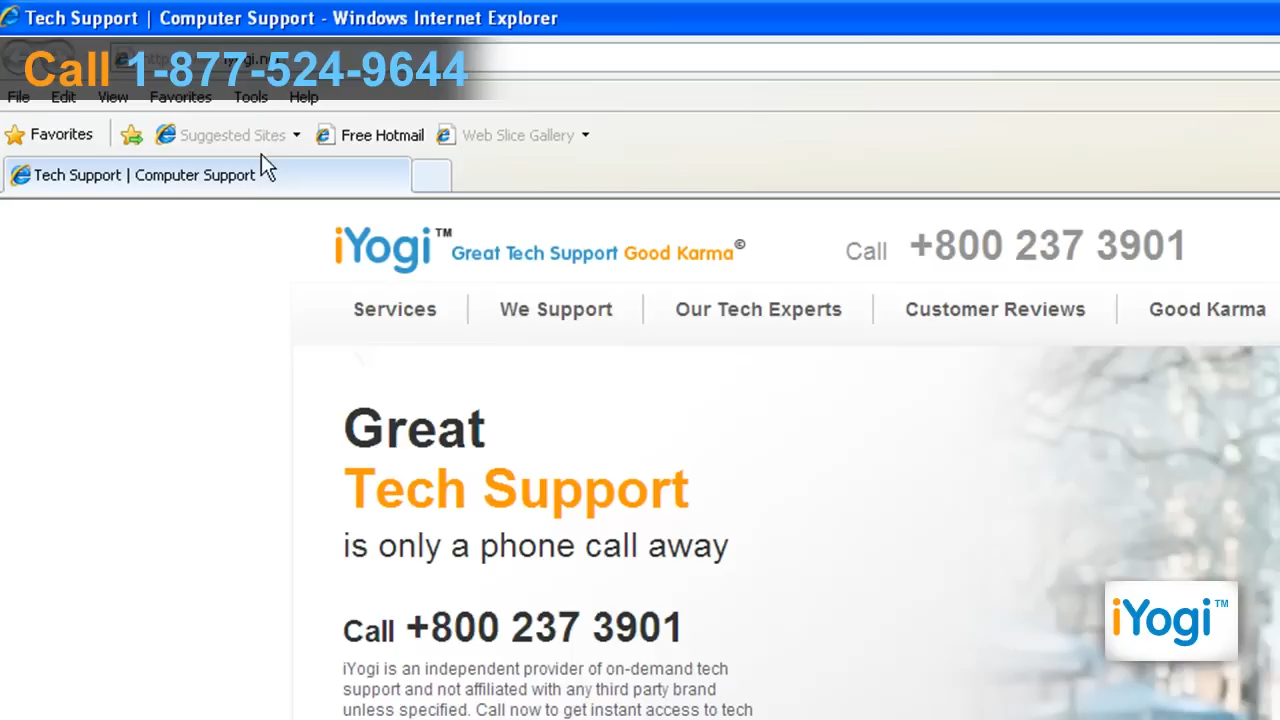 Tech Support | Computer Support - Windows Internet Explorer
Call 1-877-524-9644
File Edit View Favorites Tools Help
Favorites Suggested Sites Free Hotmail Web Slice Gallery
Tech Support | Computer Support
iYogi™ Great Tech Support Good Karma© Call +800 237 3901
Services We Support Our Tech Experts Customer Reviews Good Karma
Great
Tech Support
is only a phone call away
Call +800 237 3901
iYogi is an independent provider of on-demand tech
support and not affiliated with any third party brand
unless specified. Call now to get instant access to tech
iYogi™